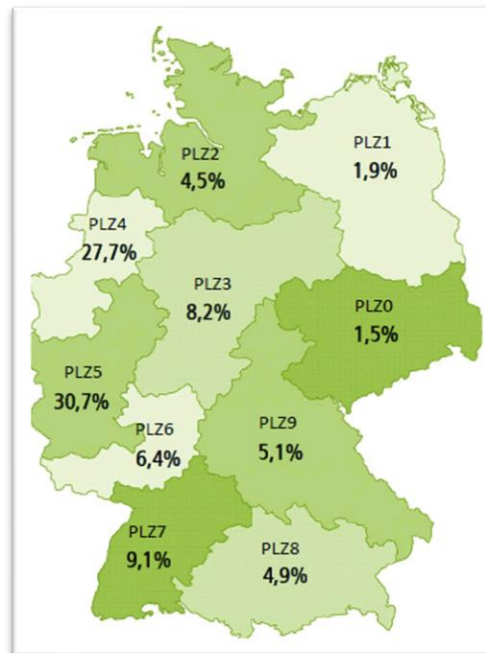 PLZ1
1,9%
PLZ2
4,5%
PLZ4
27,7%
PLZ3
8,2%
PLZ0
1,5%
PLZ5
30,7%
PLZ6
6,4%
PLZ9
5,1%
PLZ7
9,1%
PLZ8
4,9%